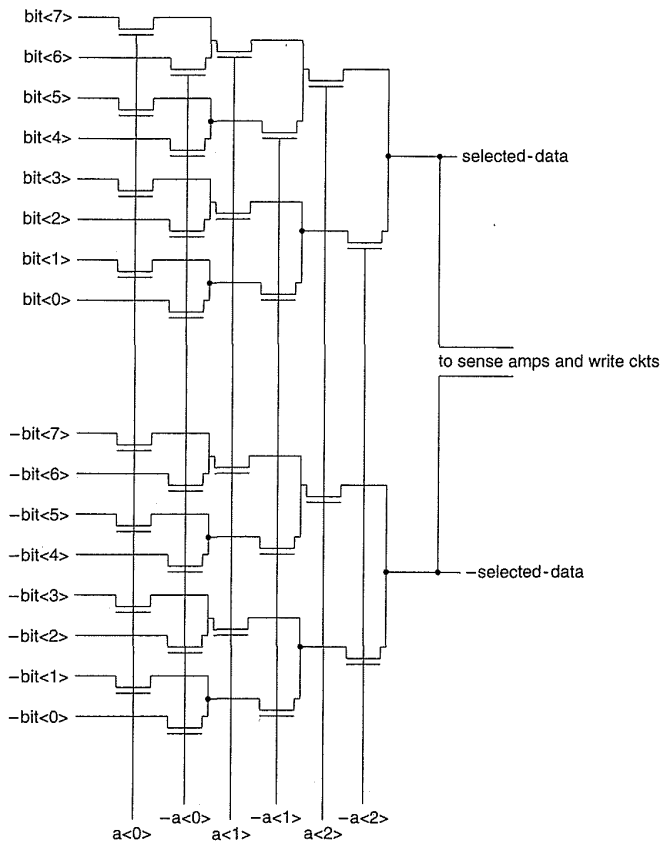 bit<7>
bit<6>
bit<5>
bit<4>
selected-data
bit<3>
bit<2>
bit<1>
bit<0>
to sense amps and write ckts
-bit<7>
-bit<6>
-bit<5>
-bit<4>
-selected-data
-bit<3>
-bit<2>
-bit<1>
-bit<0>
-a<0> -a<1> -a<2>
a<0> a<1> a<2>